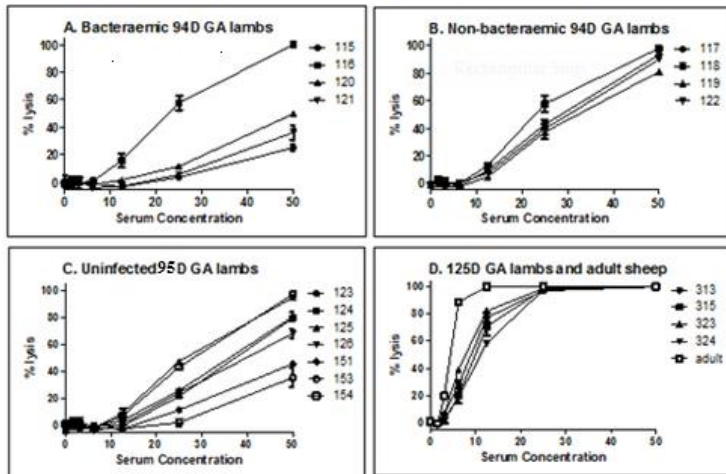 A. Bacteraemic 94D GA lambs
% lysis
100
80
60
40
20
0
0 10 20 30 40 50
Serum Concentration
115
116
120
121
B. Non-bacteraemic 94D GA lambs
% lysis
100
80
60
40
20
0
0 10 20 30 40 50
Serum Concentration
117
118
119
122
C. Uninfected 95D GA lambs
% lysis
100
80
60
40
20
0
0 10 20 30 40 50
Serum Concentration
123
124
125
126
151
153
154
D. 125D GA lambs and adult sheep
% lysis
100
80
60
40
20
0
0 10 20 30 40 50
Serum Concentration
313
315
323
324
adult